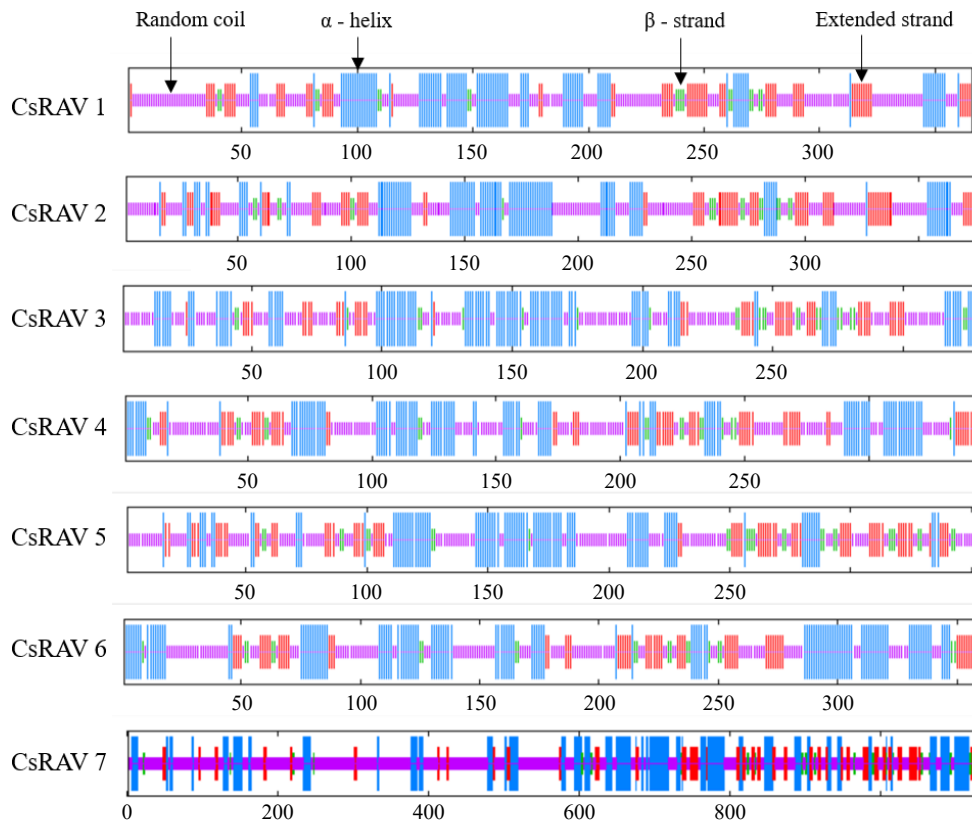 Random coil α - helix β - strand Extended strand
CsRAV 1
50 100 150 200 250 300
CsRAV 2
50 100 150 200 250 300
CsRAV 3
50 100 150 200 250
CsRAV 4
50 100 150 200 250
CsRAV 5
50 100 150 200 250
CsRAV 6
50 100 150 200 250 300
CsRAV 7
0 200 400 600 800